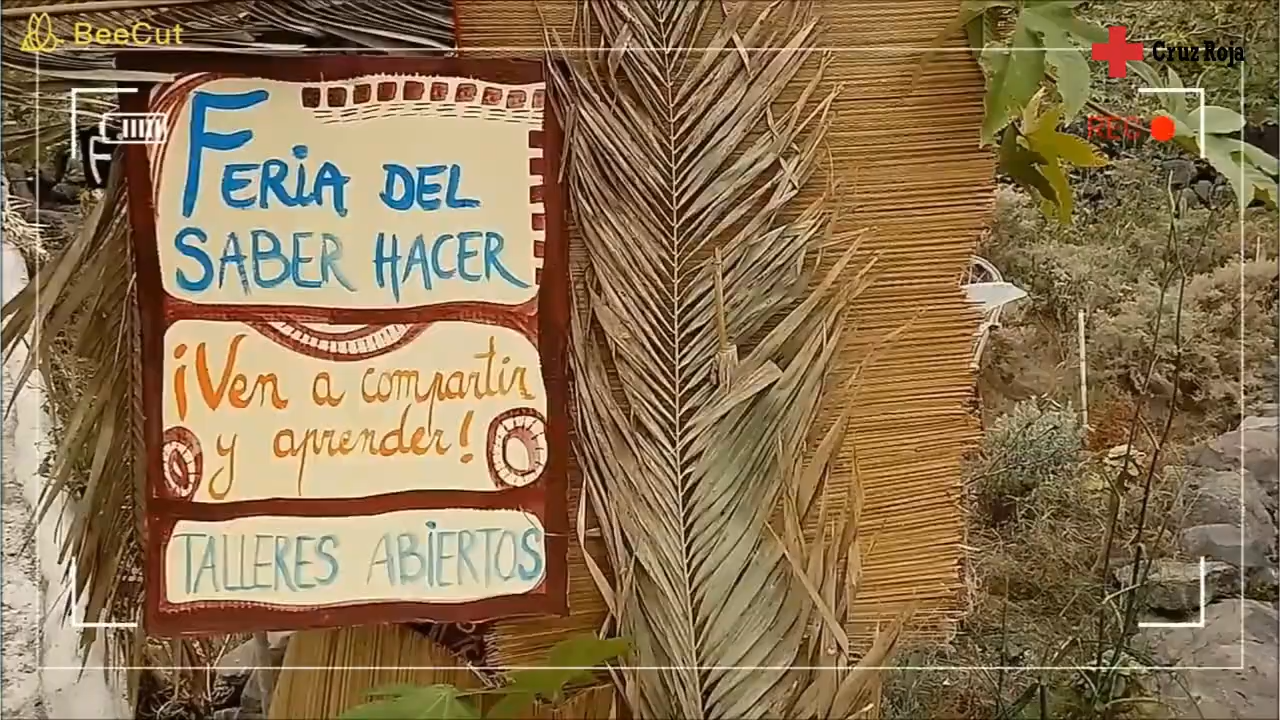 BeeCut
Cruz Roja
REC
F
FERiA DEL
SABER HACER
¡Ven a compartir
y aprender!
TALLERES ABiERTOS